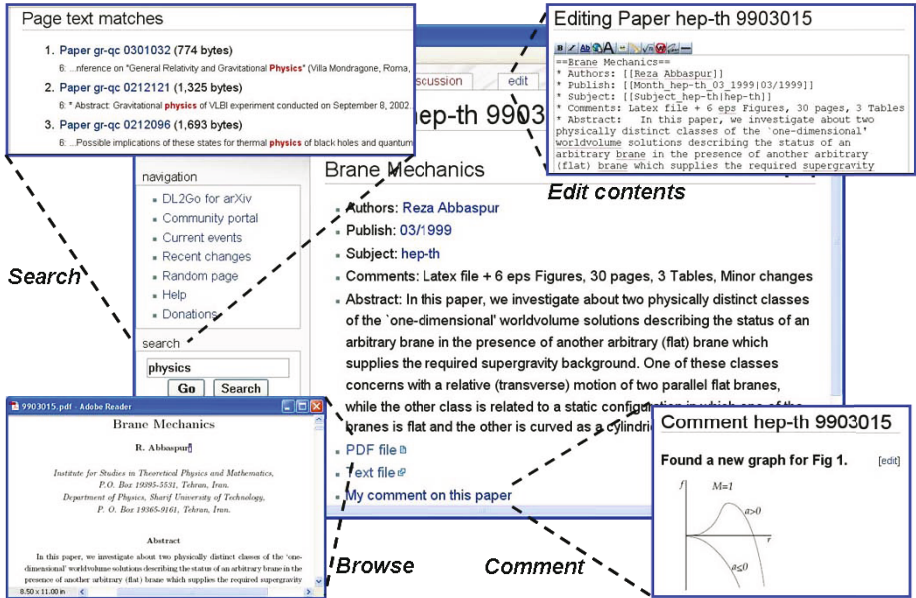 Page text matches
1. Paper gr-qc 0301032 (774 bytes)
6: ...nference on "General Relativity and Gravitational Physics" (Villa Mondragone, Roma,
2. Paper gr-qc 0212121 (1,325 bytes)
6: * Abstract: Gravitational physics of VLBI experiment conducted on September 8, 2002.
3. Paper gr-qc 0212096 (1,693 bytes)
6: ...Possible implications of these states for thermal physics of black holes and quantum
scussion
edit
hep-th 9903
Editing Paper hep-th 9903015
==Brane Mechanics==
* Authors: [[Reza Abbaspur]]
* Publish: [[Month_hep-th_03_1999|03/1999]]
* Subject: [[Subject_hep-th|hep-th]]
* Comments: Latex file + 6 eps Figures, 30 pages, 3 Tables
* Abstract: In this paper, we investigate about two
physically distinct classes of the `one-dimensional'
worldvolume solutions describing the status of an
arbitrary brane in the presence of another arbitrary
(flat) brane which supplies the required supergravity
Edit contents
Search
navigation
DL2Go for arXiv
Community portal
Current events
Recent changes
Random page
Help
Donations
search
physics
Go Search
Brane Mechanics
Authors: Reza Abbaspur
Publish: 03/1999
Subject: hep-th
Comments: Latex file + 6 eps Figures, 30 pages, 3 Tables, Minor changes
Abstract: In this paper, we investigate about two physically distinct classes
of the `one-dimensional' worldvolume solutions describing the status of an
arbitrary brane in the presence of another arbitrary (flat) brane which
supplies the required supergravity background. One of these classes
concerns with a relative (transverse) motion of two parallel flat branes,
while the other class is related to a static configuration in which one of the
branes is flat and the other is curved as a cylindric
PDF file
Text file
My comment on this paper
9903015.pdf - Adobe Reader
Brane Mechanics
R. Abbaspur
Institute for Studies in Theoretical Physics and Mathematics,
P.O. Box 19395-5531, Tehran, Iran.
Department of Physics, Sharif University of Technology,
P. O. Box 19365-9161, Tehran, Iran.
Abstract
In this paper, we investigate about two physically distinct classes of the 'one-
dimensional' worldvolume solutions describing the status of an arbitrary brane in the
presence of another arbitrary (flat) brane which supplies the required supergravity
8.50 x 11.00 in
Browse
Comment
Comment hep-th 9903015
Found a new graph for Fig 1. [edit]
f
M=1
a>0
r
a≤0